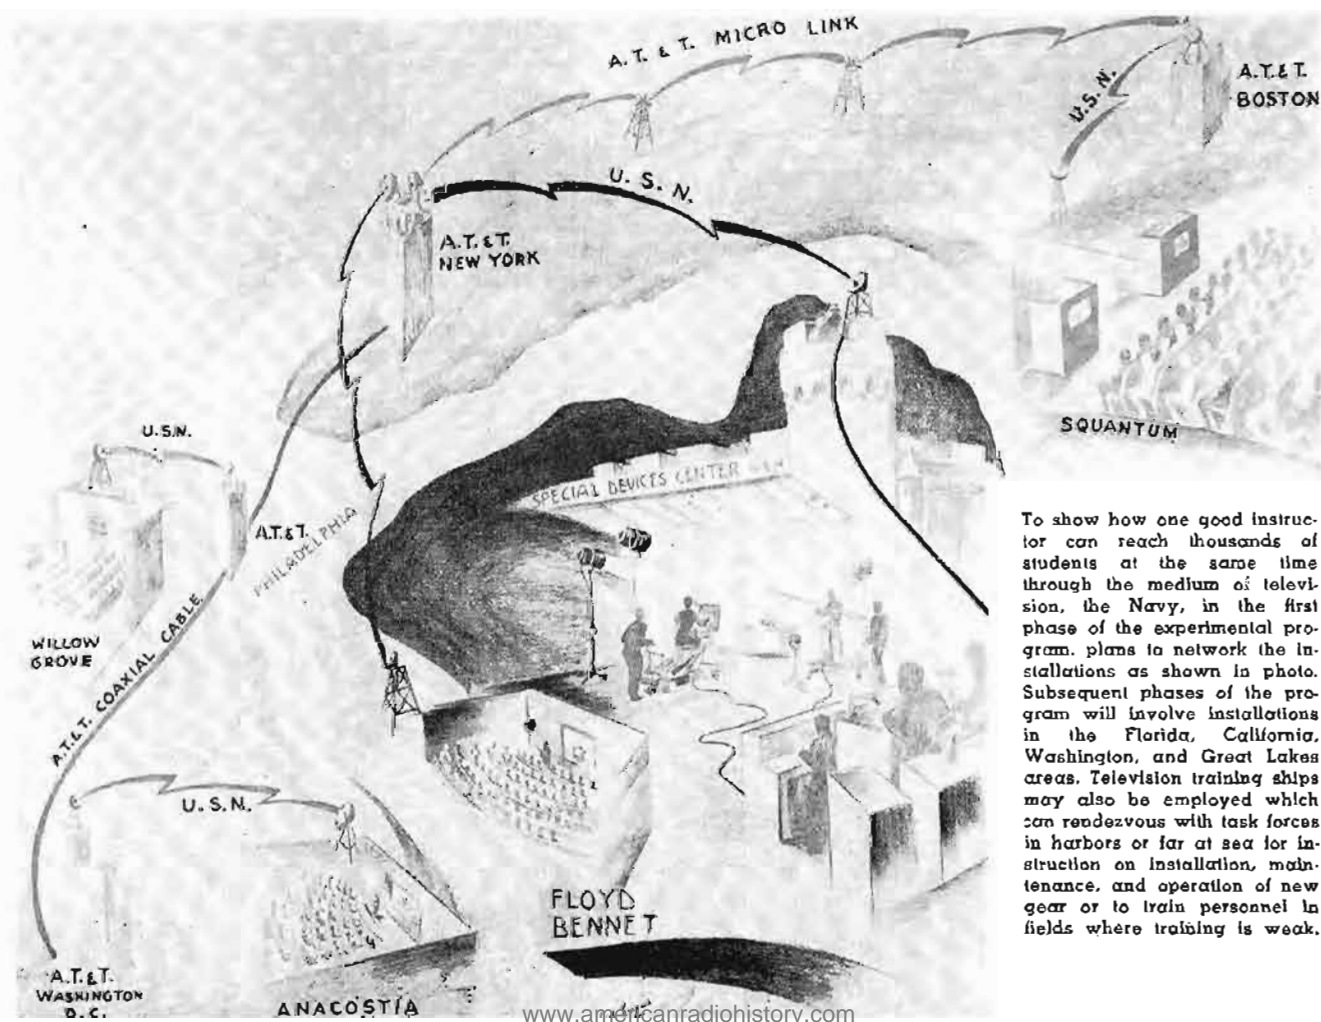 A.T. & T. MICRO LINK
A.T.& T.
BOSTON
U.S.N.
U. S. N.
A.T. & T.
NEW YORK
SQUANTUM
U.S.N.
SPECIAL DEVICES CENTER
A.T.& T.
PHILADELPHIA
WILLOW
GROVE
A.T.& T. COAXIAL CABLE
U. S. N.
FLOYD
BENNET
A.T.& T.
WASHINGTON
D.C.
ANACOSTIA
To show how one good instruc-
tor can reach thousands of
students at the same time
through the medium of televi-
sion, the Navy, in the first
phase of the experimental pro-
gram. plans to network the in-
stallations as shown in photo.
Subsequent phases of the pro-
gram will involve installations
in the Florida, California,
Washington, and Great Lakes
areas. Television training ships
may also be employed which
can rendezvous with task forces
in harbors or far at sea for in-
struction on installation, main-
tenance, and operation of new
gear or to train personnel in
fields where training is weak.
www.americanradiohistory.com